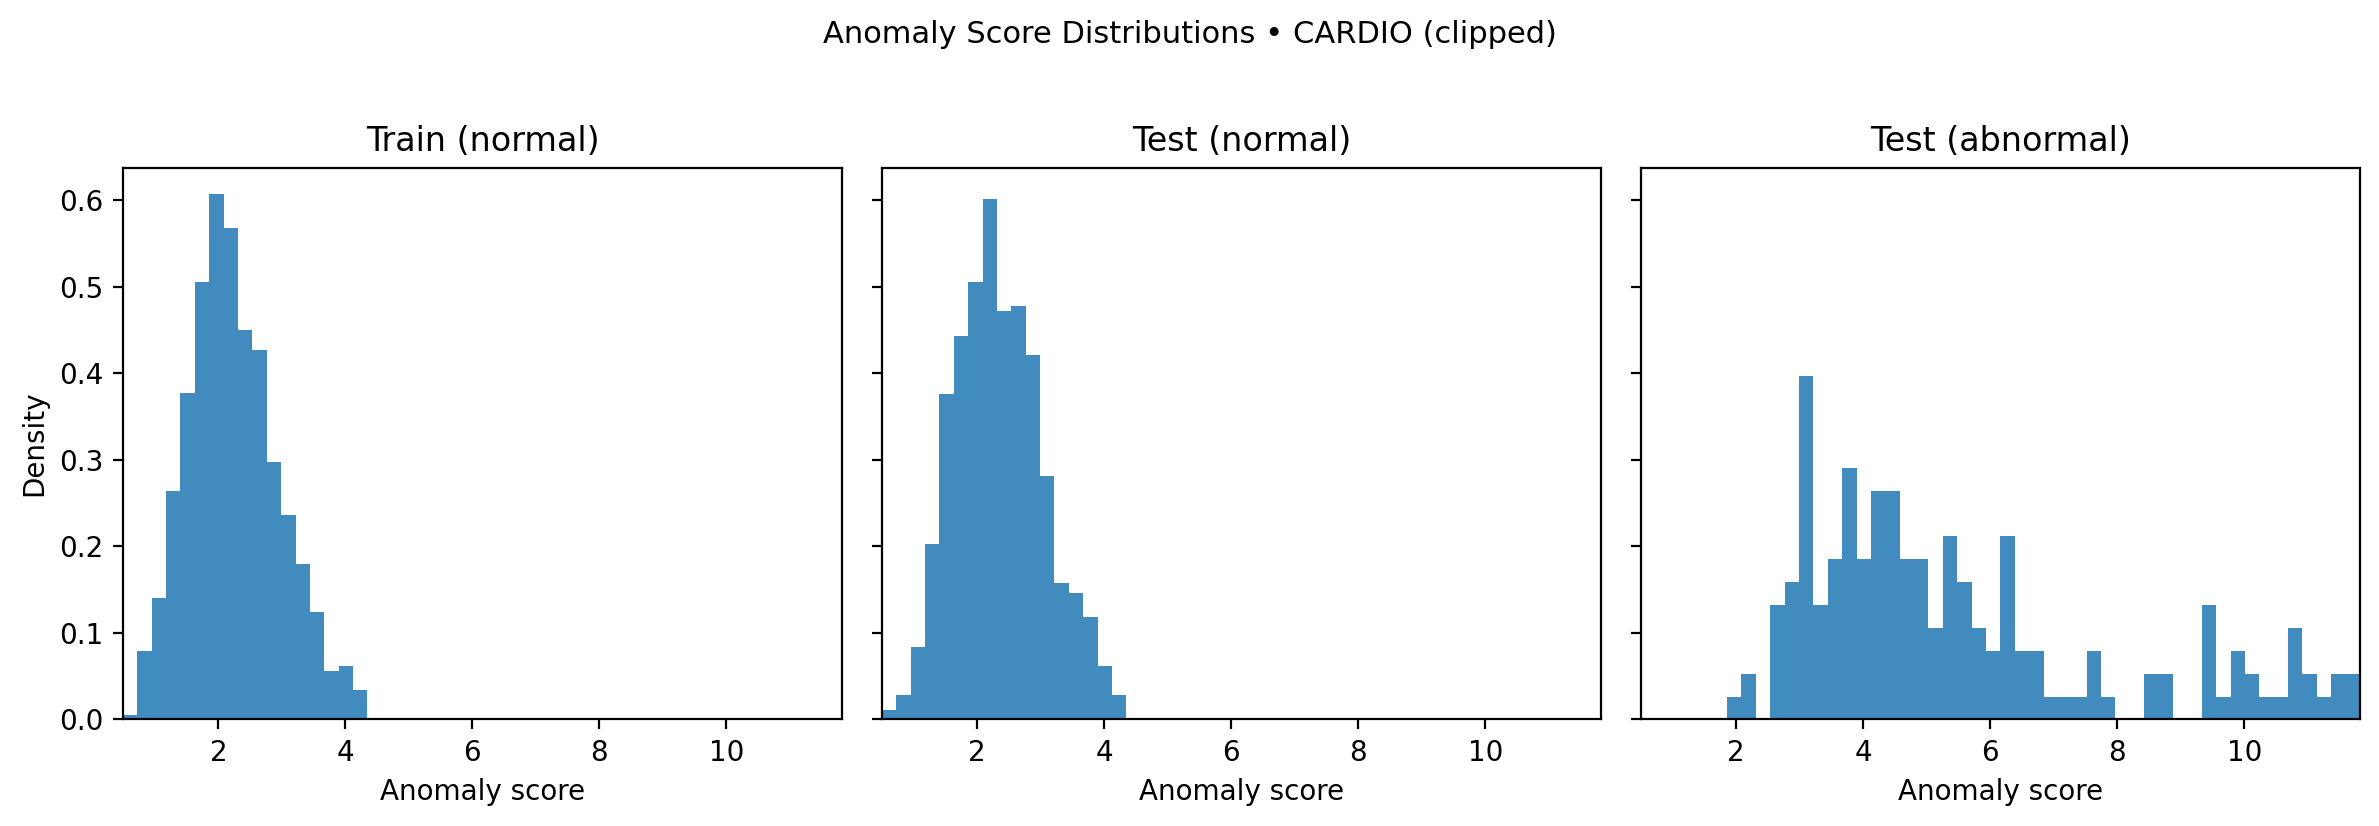 Anomaly Score Distributions • CARDIO (clipped)
Train (normal)
Test (normal)
Test (abnormal)
0.6
0.5
0.4
0.3
0.2
0.1
0.0
Density
2 4 6 8 10
2 4 6 8 10
2 4 6 8 10
Anomaly score
Anomaly score
Anomaly score